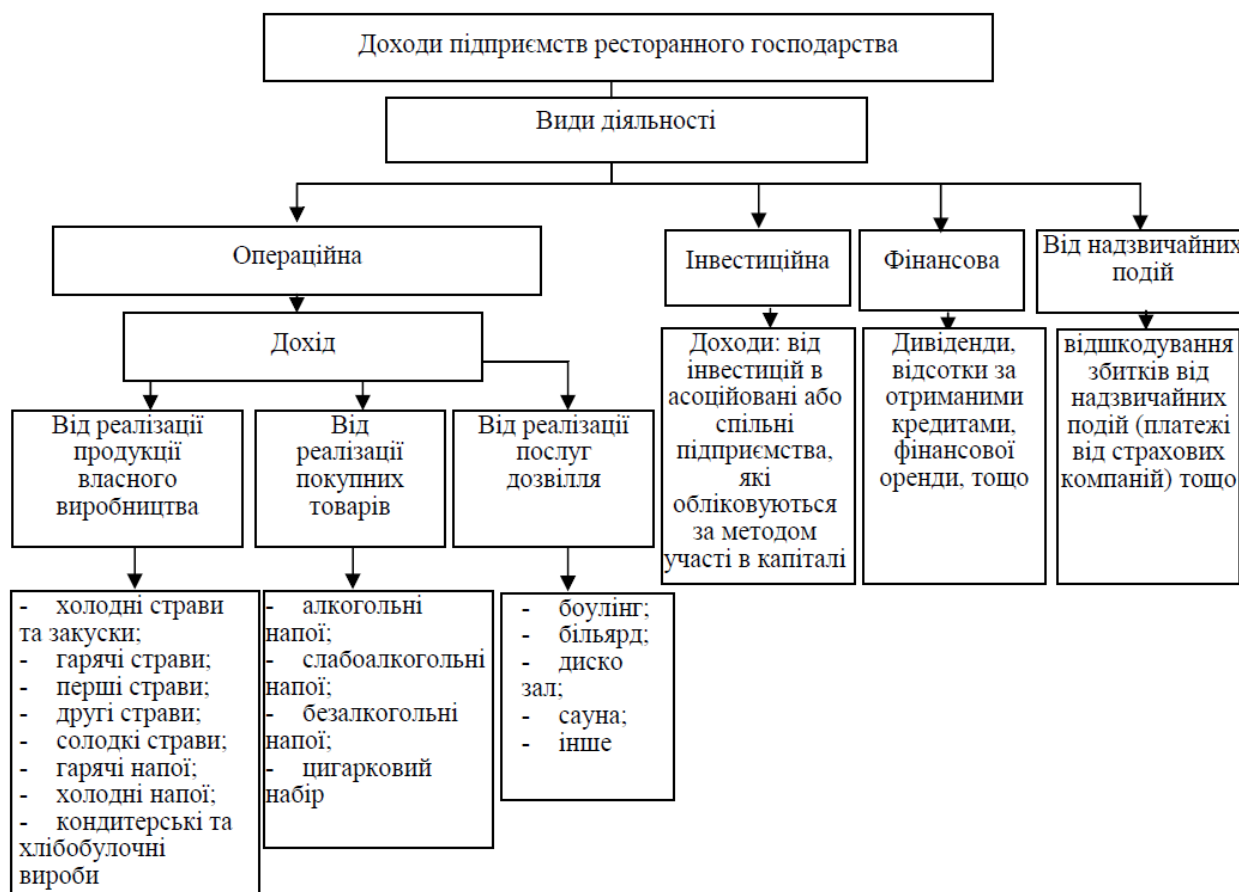 Доходи підприємств ресторанного господарства
Види діяльності
Операційна
Інвестиційна
Фінансова
Від надзвичайних
подій
Дохід
Від реалізації
продукції
власного
виробництва
Від
реалізації
покупних
товарів
Від реалізації
послуг
дозвілля
Доходи: від
інвестицій в
асоційовані або
спільні
підприємства,
які
обліковуються
за методом
участі в капіталі
Дивіденди,
відсотки за
отриманими
кредитами,
фінансової
оренди, тощо
відшкодування
збитків від
надзвичайних
подій (платежі
від страхових
компаній) тощо
- холодні страви
та закуски;
- гарячі страви;
- перші страви;
- другі страви;
- солодкі страви;
- гарячі напої;
- холодні напої;
- кондитерські та
хлібобулочні
вироби
- алкогольні
напої;
- слабоалкогольні
напої;
- безалкогольні
напої;
- цигарковий
набір
- боулінг;
- більярд;
- диско
зал;
- сауна;
- інше